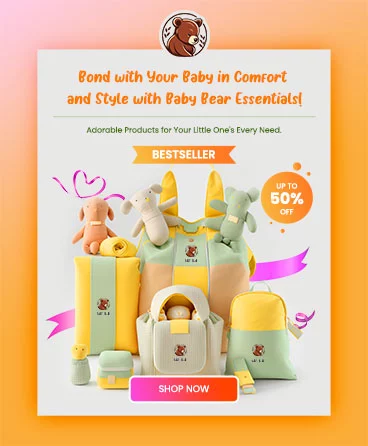 Bond with Your Baby in Comfort
and Style with Baby Bear Essentials!
Adorable Products for Your Little One's Every Need.
BESTSELLER
UP TO
50%
OFF
SHOP NOW